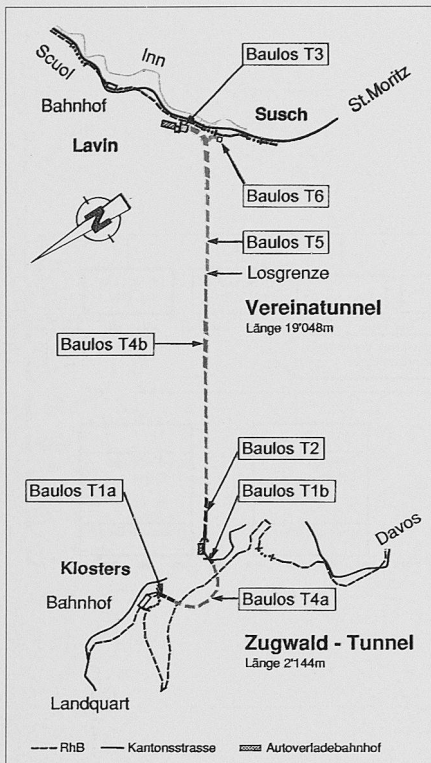 Baulos T3
Scuol
Inn
St.Moritz
Bahnhof
Susch
Lavin
Baulos T6
N
Baulos T5
Losgrenze
Vereinatunnel
Länge 19'048m
Baulos T4b
Baulos T2
Baulos T1a
Baulos T1b
Davos
Klosters
Bahnhof
Baulos T4a
Zugwald - Tunnel
Länge 2'144m
Landquart
RhB
Kantonsstrasse
Autoverladebahnhof